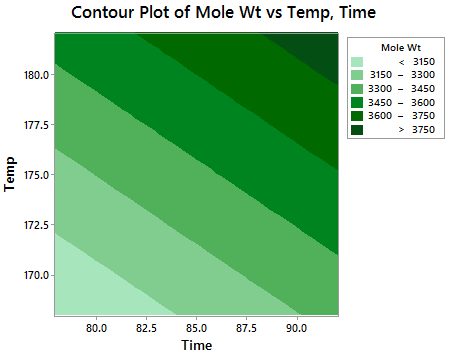 Contour Plot of Mole Wt vs Temp, Time
Mole Wt
< 3150
3150 – 3300
3300 – 3450
3450 – 3600
3600 – 3750
> 3750
Temp
180.0
177.5
175.0
172.5
170.0
80.0 82.5 85.0 87.5 90.0
Time